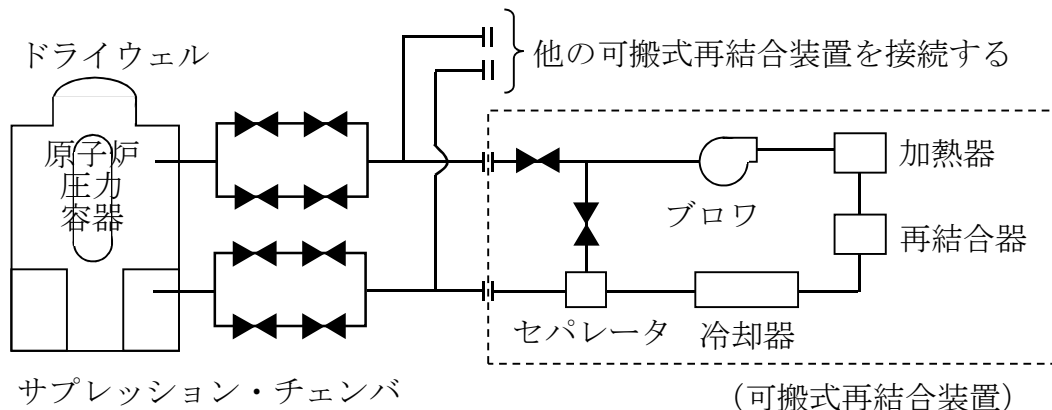 ドライウェル
他の可搬式再結合装置を接続する
原子炉
圧力
容器
加熱器
ブロワ
再結合器
セパレータ
冷却器
サプレッション・チェンバ
(可搬式再結合装置)